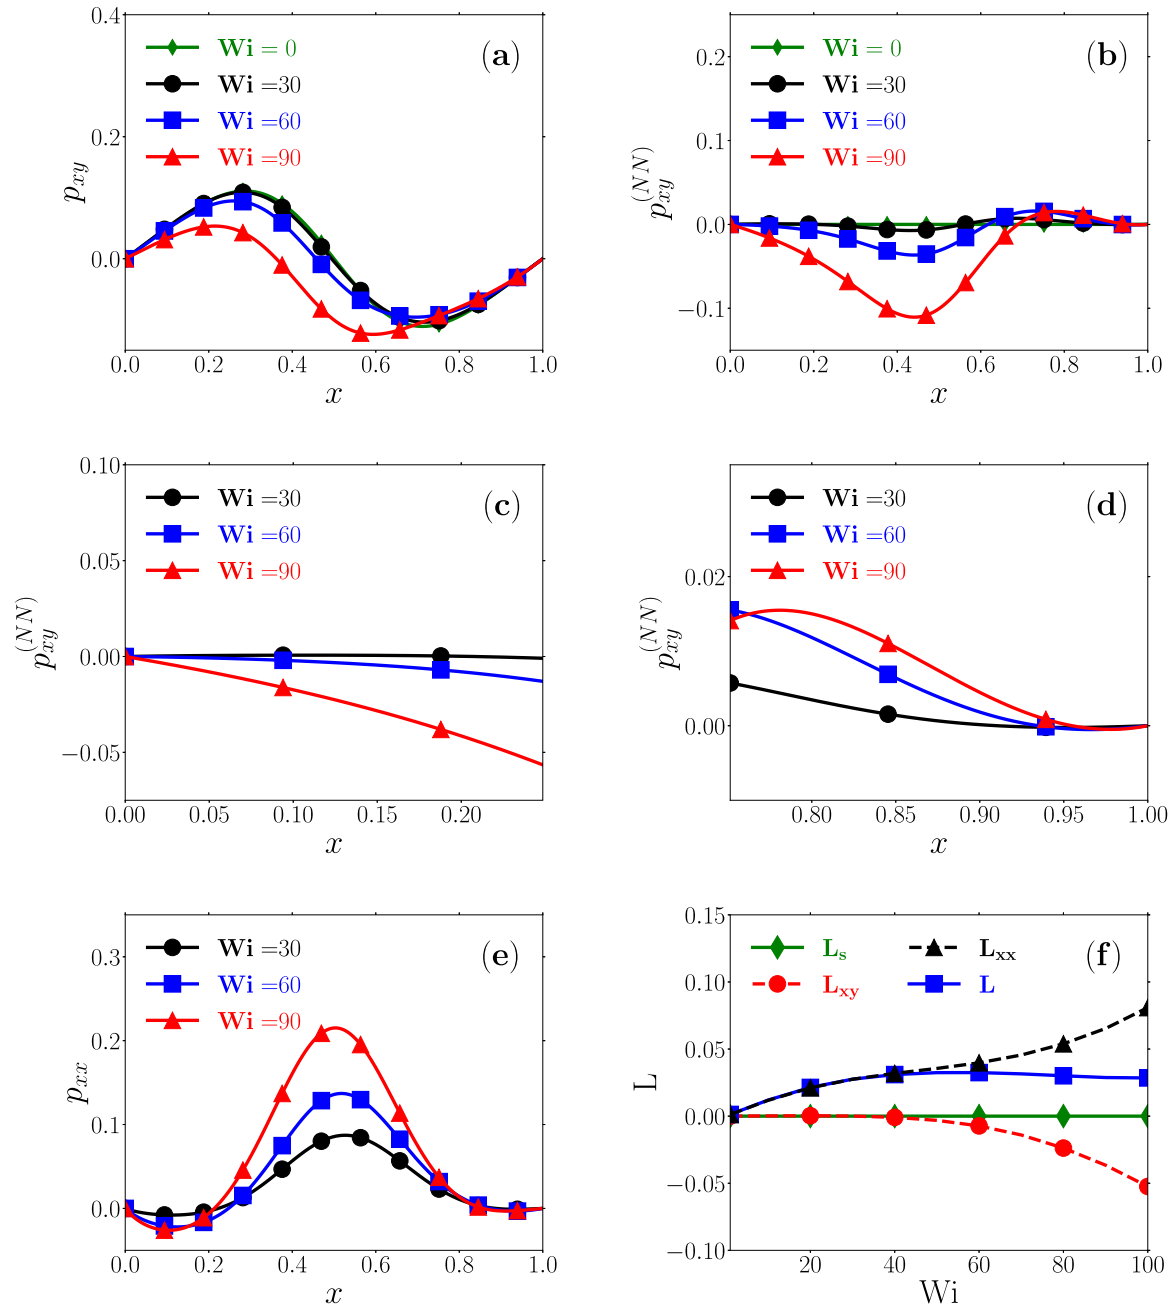 (a)
Wi = 0
Wi =30
Wi =60
Wi =90
0.4
0.2
0.0
p_xy
0.0 0.2 0.4 0.6 0.8 1.0
x
(b)
Wi = 0
Wi =30
Wi =60
Wi =90
0.2
0.1
0.0
−0.1
p_xy^(NN)
0.0 0.2 0.4 0.6 0.8 1.0
x
(c)
Wi =30
Wi =60
Wi =90
0.10
0.05
0.00
−0.05
p_xy^(NN)
0.00 0.05 0.10 0.15 0.20
x
(d)
Wi =30
Wi =60
Wi =90
0.02
0.00
p_xy^(NN)
0.80 0.85 0.90 0.95 1.00
x
(e)
Wi =30
Wi =60
Wi =90
0.3
0.2
0.1
0.0
p_xx
0.0 0.2 0.4 0.6 0.8 1.0
x
(f)
L_s
L_xy
L_xx
L
0.15
0.10
0.05
0.00
−0.05
−0.10
L
20 40 60 80 100
Wi